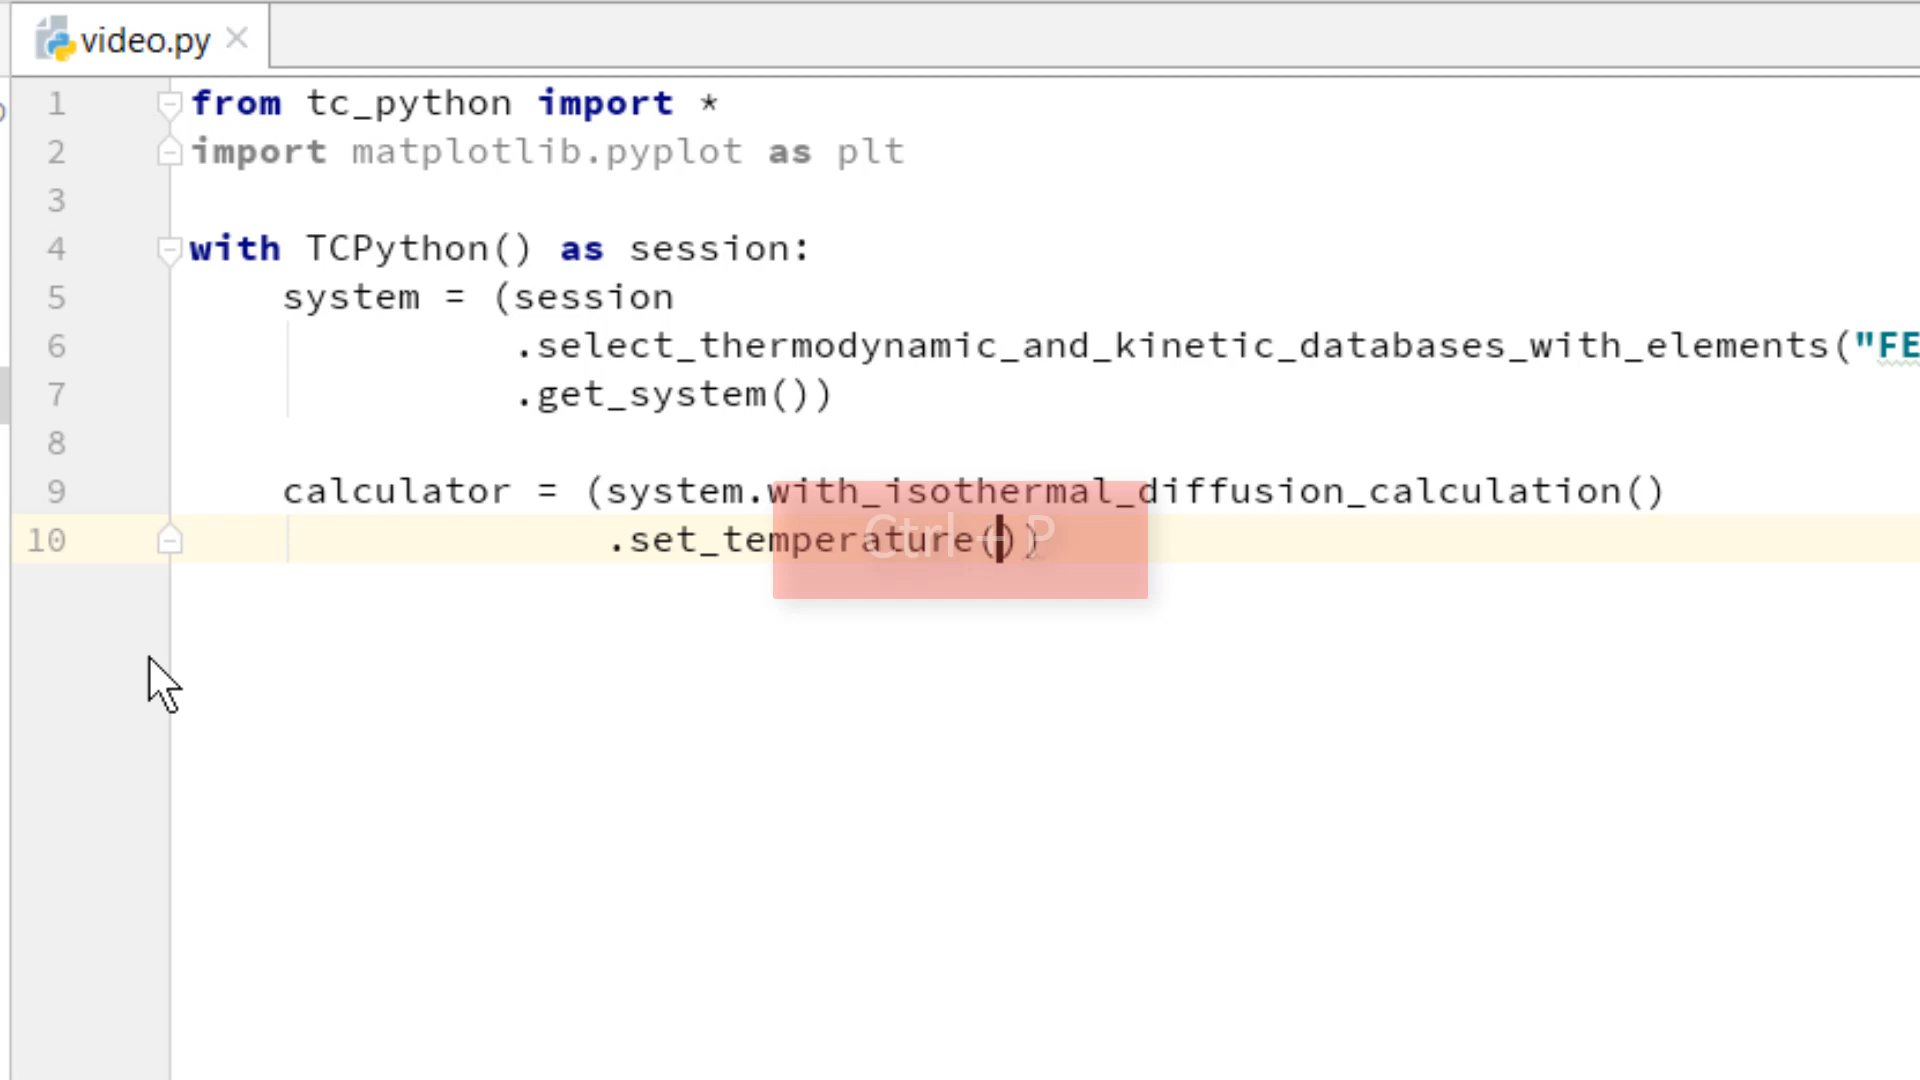 video.py
1 from tc_python import *
2 import matplotlib.pyplot as plt
3
4 with TCPython() as session:
5 system = (session
6 .select_thermodynamic_and_kinetic_databases_with_elements("FE
7 .get_system())
8
9 calculator = (system.with_isothermal_diffusion_calculation()
10 .set_temperature())
Ctrl + P